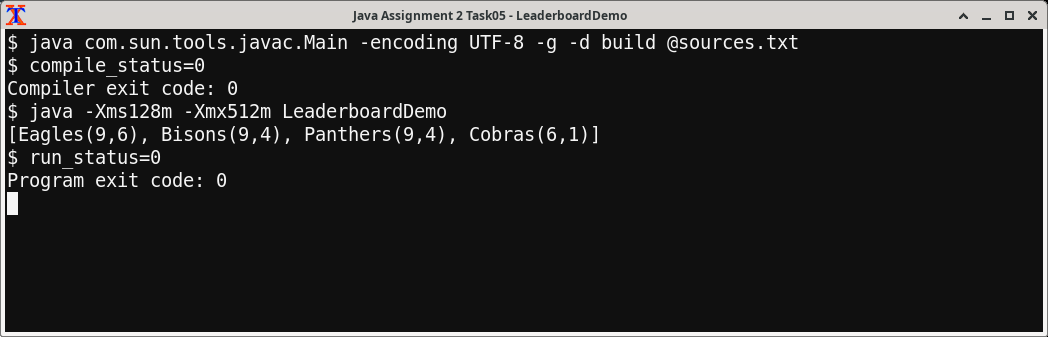 Java Assignment 2 Task05 - LeaderboardDemo
$ java com.sun.tools.javac.Main -encoding UTF-8 -g -d build @sources.txt
$ compile_status=0
Compiler exit code: 0
$ java -Xms128m -Xmx512m LeaderboardDemo
[Eagles(9,6), Bisons(9,4), Panthers(9,4), Cobras(6,1)]
$ run_status=0
Program exit code: 0